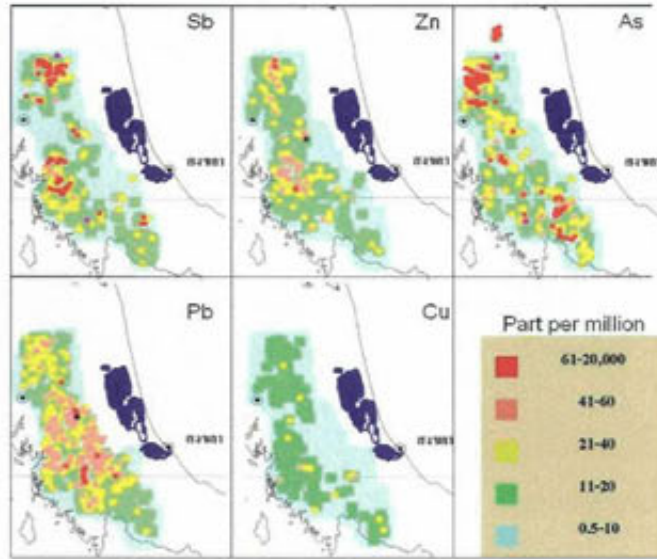 Sb
Zn
As
Pb
Cu
Part per million
61-20,000
41-60
21-40
11-20
0.5-10